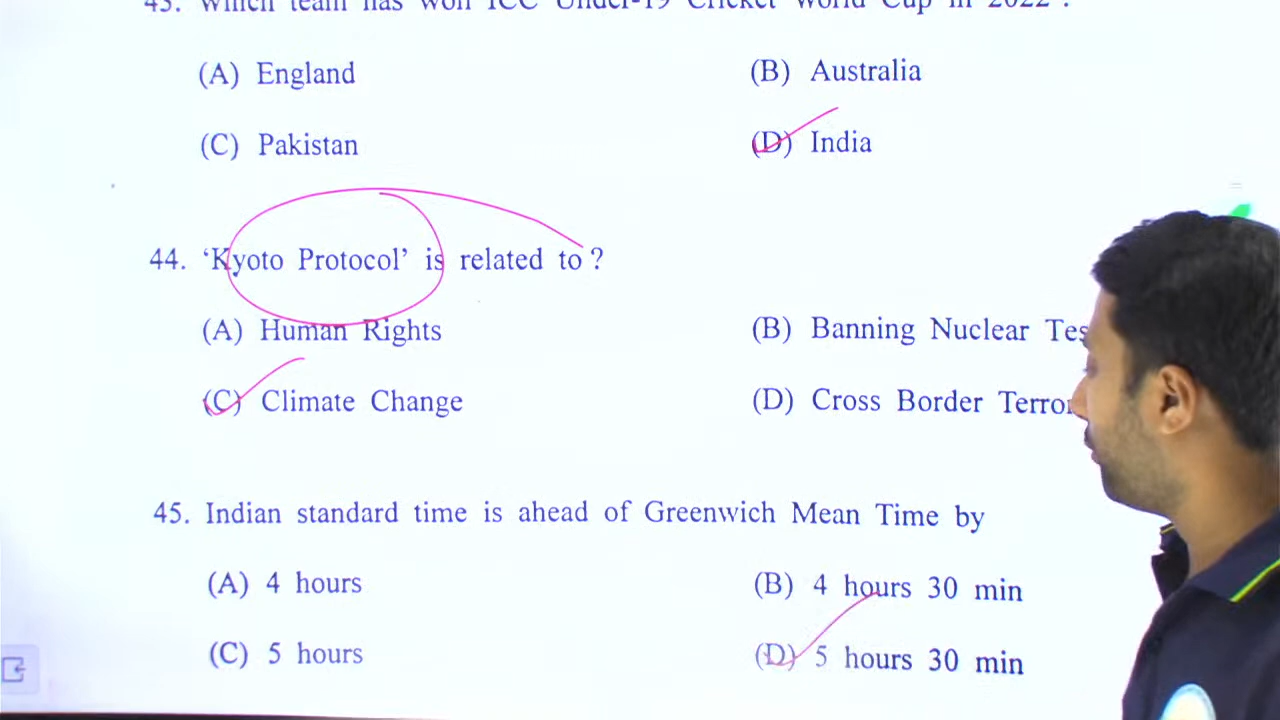 43. Which team has won ICC Under-19 Cricket World Cup in 2022 ?
(A) England (B) Australia
(C) Pakistan (D) India
44. ‘Kyoto Protocol’ is related to ?
(A) Human Rights (B) Banning Nuclear
(C) Climate Change (D) Cross Border
45. Indian standard time is ahead of Greenwich Mean Time by
(A) 4 hours (B) 4 hours 30 min
(C) 5 hours (D) 5 hours 30 min